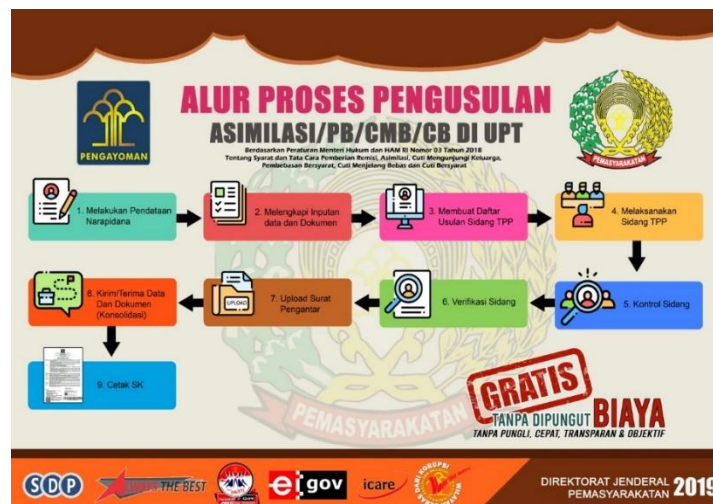 ALUR PROSES PENGUSULAN
ASIMILASI/PB/CMB/CB DI UPT
Berdasarkan Peraturan Menteri Hukum dan HAM RI Nomor 03 Tahun 2018
Tentang Syarat dan Tata Cara Pemberian Remisi, Asimilasi, Cuti Mengunjungi Keluarga,
Pembebasan Bersyarat, Cuti Menjelang Bebas dan Cuti Bersyarat
PENGAYOMAN
PEMASYARAKATAN
1. Melakukan Pendataan
Narapidana
2. Melengkapi Inputan
data dan Dokumen
3. Membuat Daftar
Usulan Sidang TPP
4. Melaksanakan
Sidang TPP
5. Kontrol Sidang
6. Verifikasi Sidang
UPLOAD
7. Upload Surat
Pengantar
8. Kirim/Terima Data
Dan Dokumen
(Konsolidasi)
9. Cetak SK
PEMASYARAKATAN
GRATIS
TANPA DIPUNGUT BIAYA
TANPA PUNGLI, CEPAT, TRANSPARAN & OBJEKTIF
SDP
THE BEST
e gov
icare
DIREKTORAT JENDERAL
PEMASYARAKATAN 2019